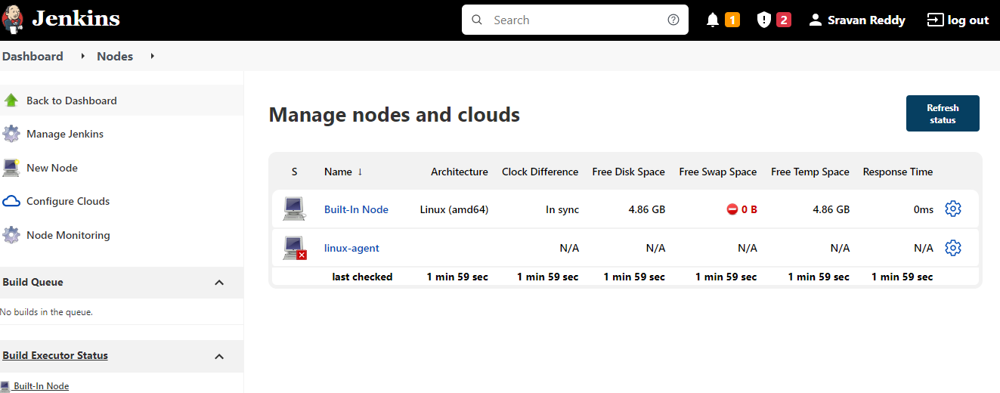 Jenkins
Search
1
2
Sravan Reddy
log out
Dashboard
Nodes
Back to Dashboard
Manage Jenkins
New Node
Configure Clouds
Node Monitoring
Build Queue
No builds in the queue.
Build Executor Status
Built-In Node
Manage nodes and clouds
Refresh
status
S Name ↓ Architecture Clock Difference Free Disk Space Free Swap Space Free Temp Space Response Time
Built-In Node Linux (amd64) In sync 4.86 GB 0 B 4.86 GB 0ms
linux-agent N/A N/A N/A N/A N/A
last checked 1 min 59 sec 1 min 59 sec 1 min 59 sec 1 min 59 sec 1 min 59 sec 1 min 59 sec